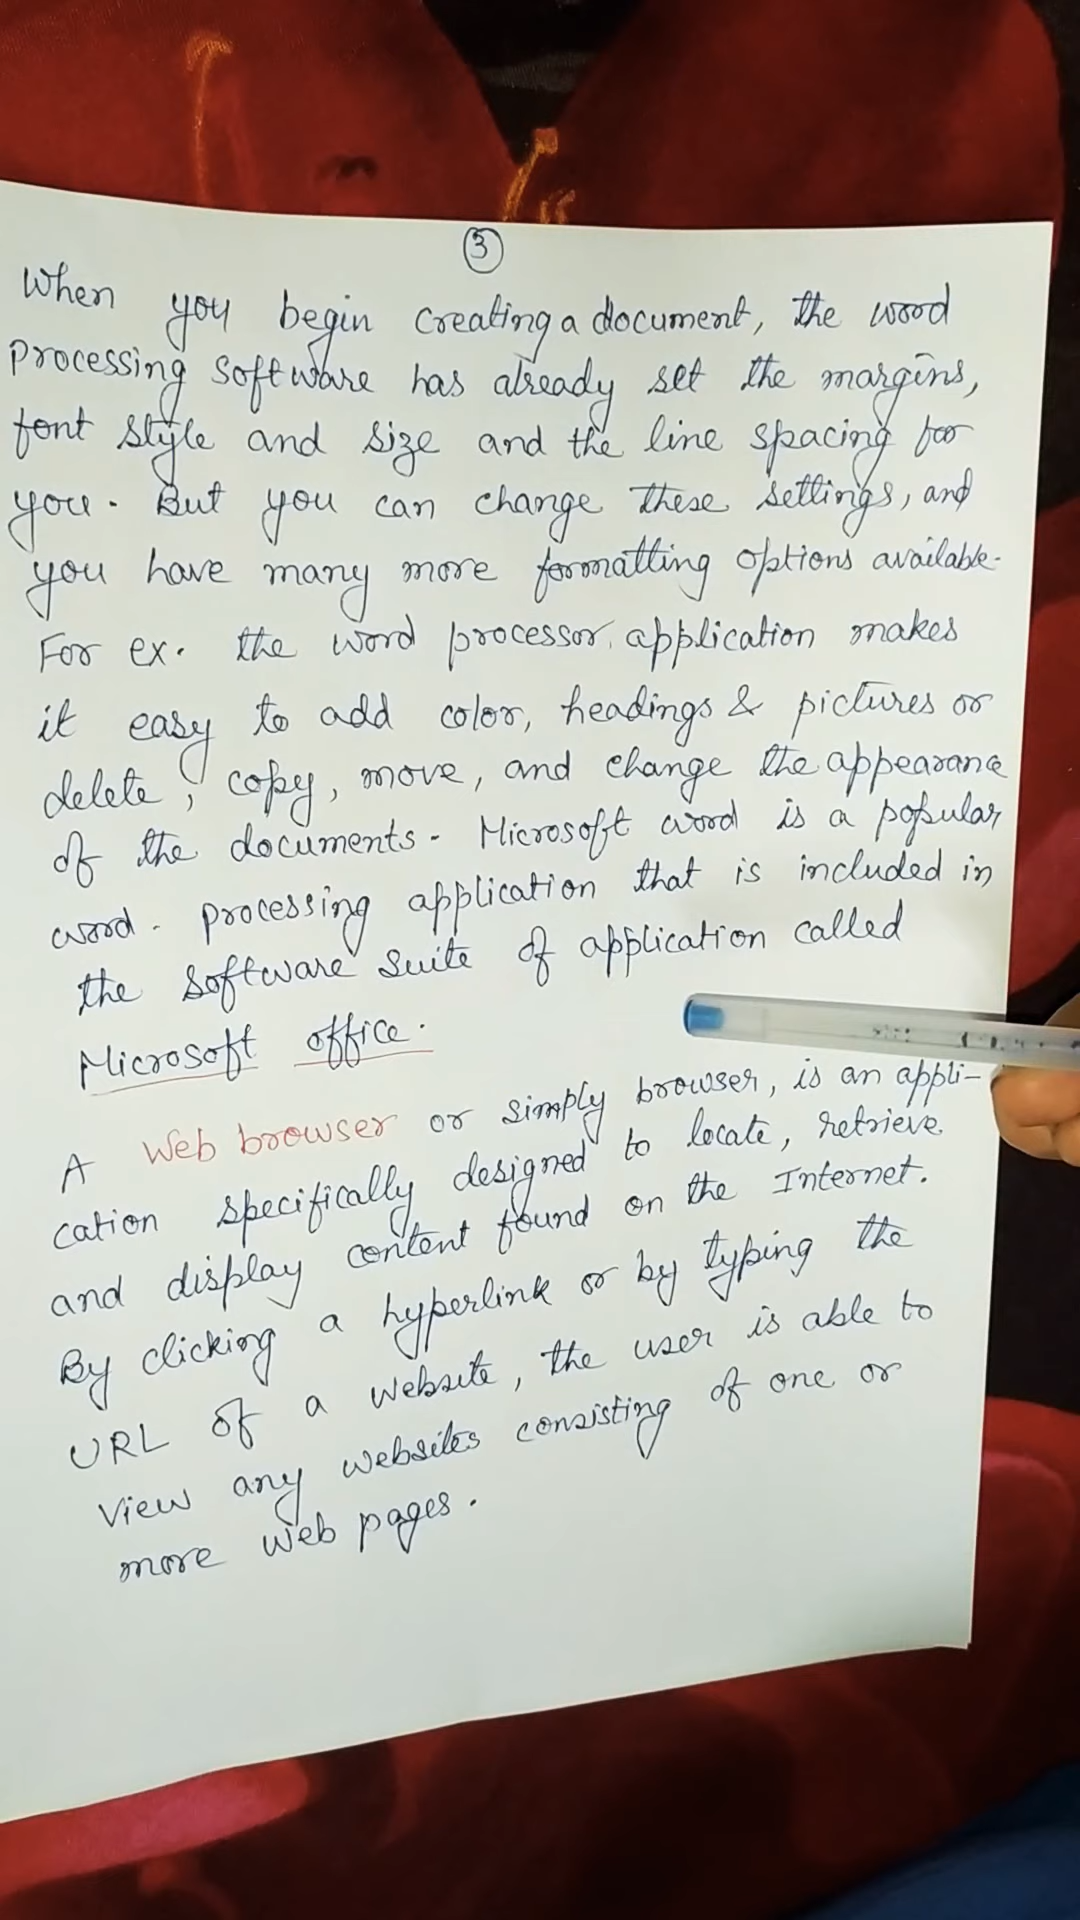 3
When you begin creating a document, the word
processing software has already set the margins,
font style and size and the line spacing for
you. But you can change these settings, and
you have many more formatting options available.
For ex. the word processor application makes
it easy to add color, headings & pictures or
delete, copy, move, and change the appearance
of the documents. Microsoft word is a popular
word-processing application that is included in
the software suite of application called
Microsoft office.
A Web browser or simply browser, is an appli-
cation specifically designed to locate, retrieve
and display content found on the Internet.
By clicking a hyperlink or by typing the
URL of a website, the user is able to
view any websites consisting of one or
more web pages.